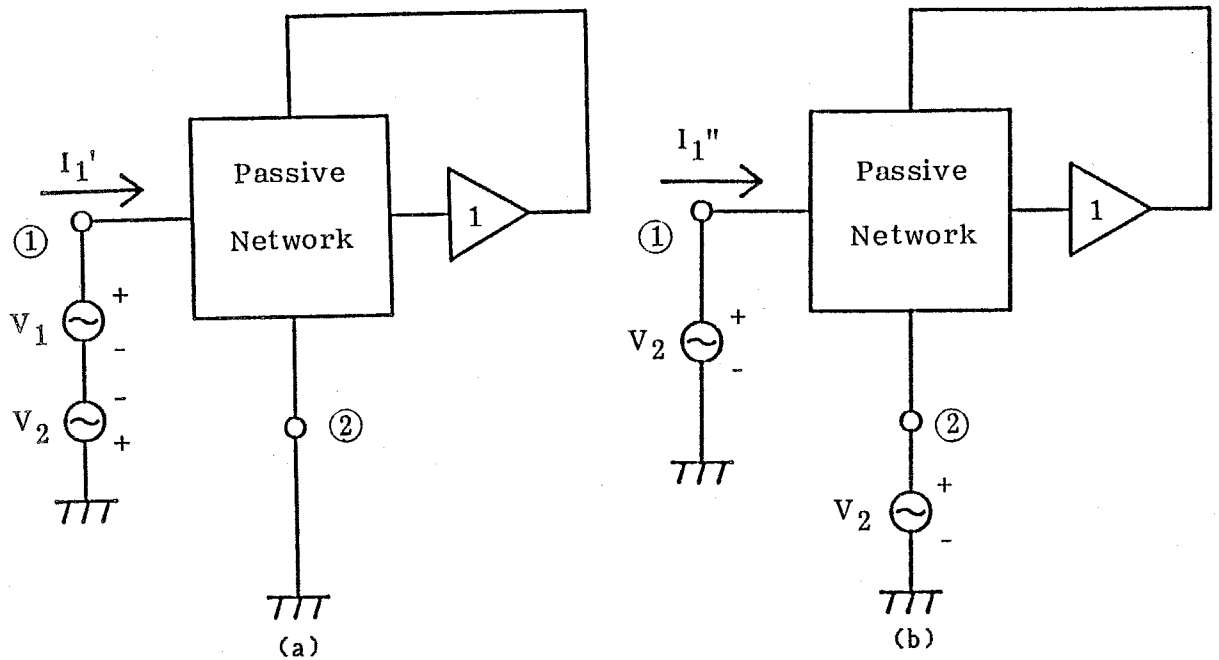 I1'
Passive
Network
1
①
V1
+
-
V2
-
+
②
(a)
I1"
Passive
Network
1
①
V2
+
-
②
V2
+
-
(b)